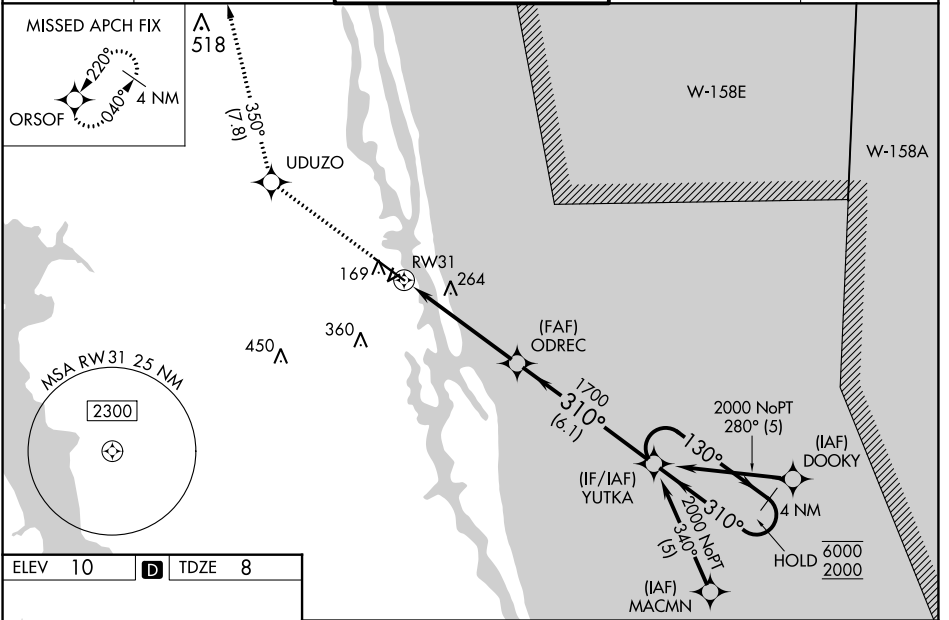 MISSED APCH FIX
220°
040°
4 NM
ORSOF
518
350°
(7.8)
UDUZO
W-158E
W-158A
RW31
169
264
360
450
(FAF)
ODREC
MSA RW31 25 NM
2300
1700
310°
(6.1)
2000 NoPT
280° (5)
130°
(IAF)
DOOKY
(IF/IAF)
YUTKA
310°
4 NM
2000 NoPT
340°
(5)
HOLD
6000
2000
(IAF)
MACMN
ELEV 10 D TDZE 8